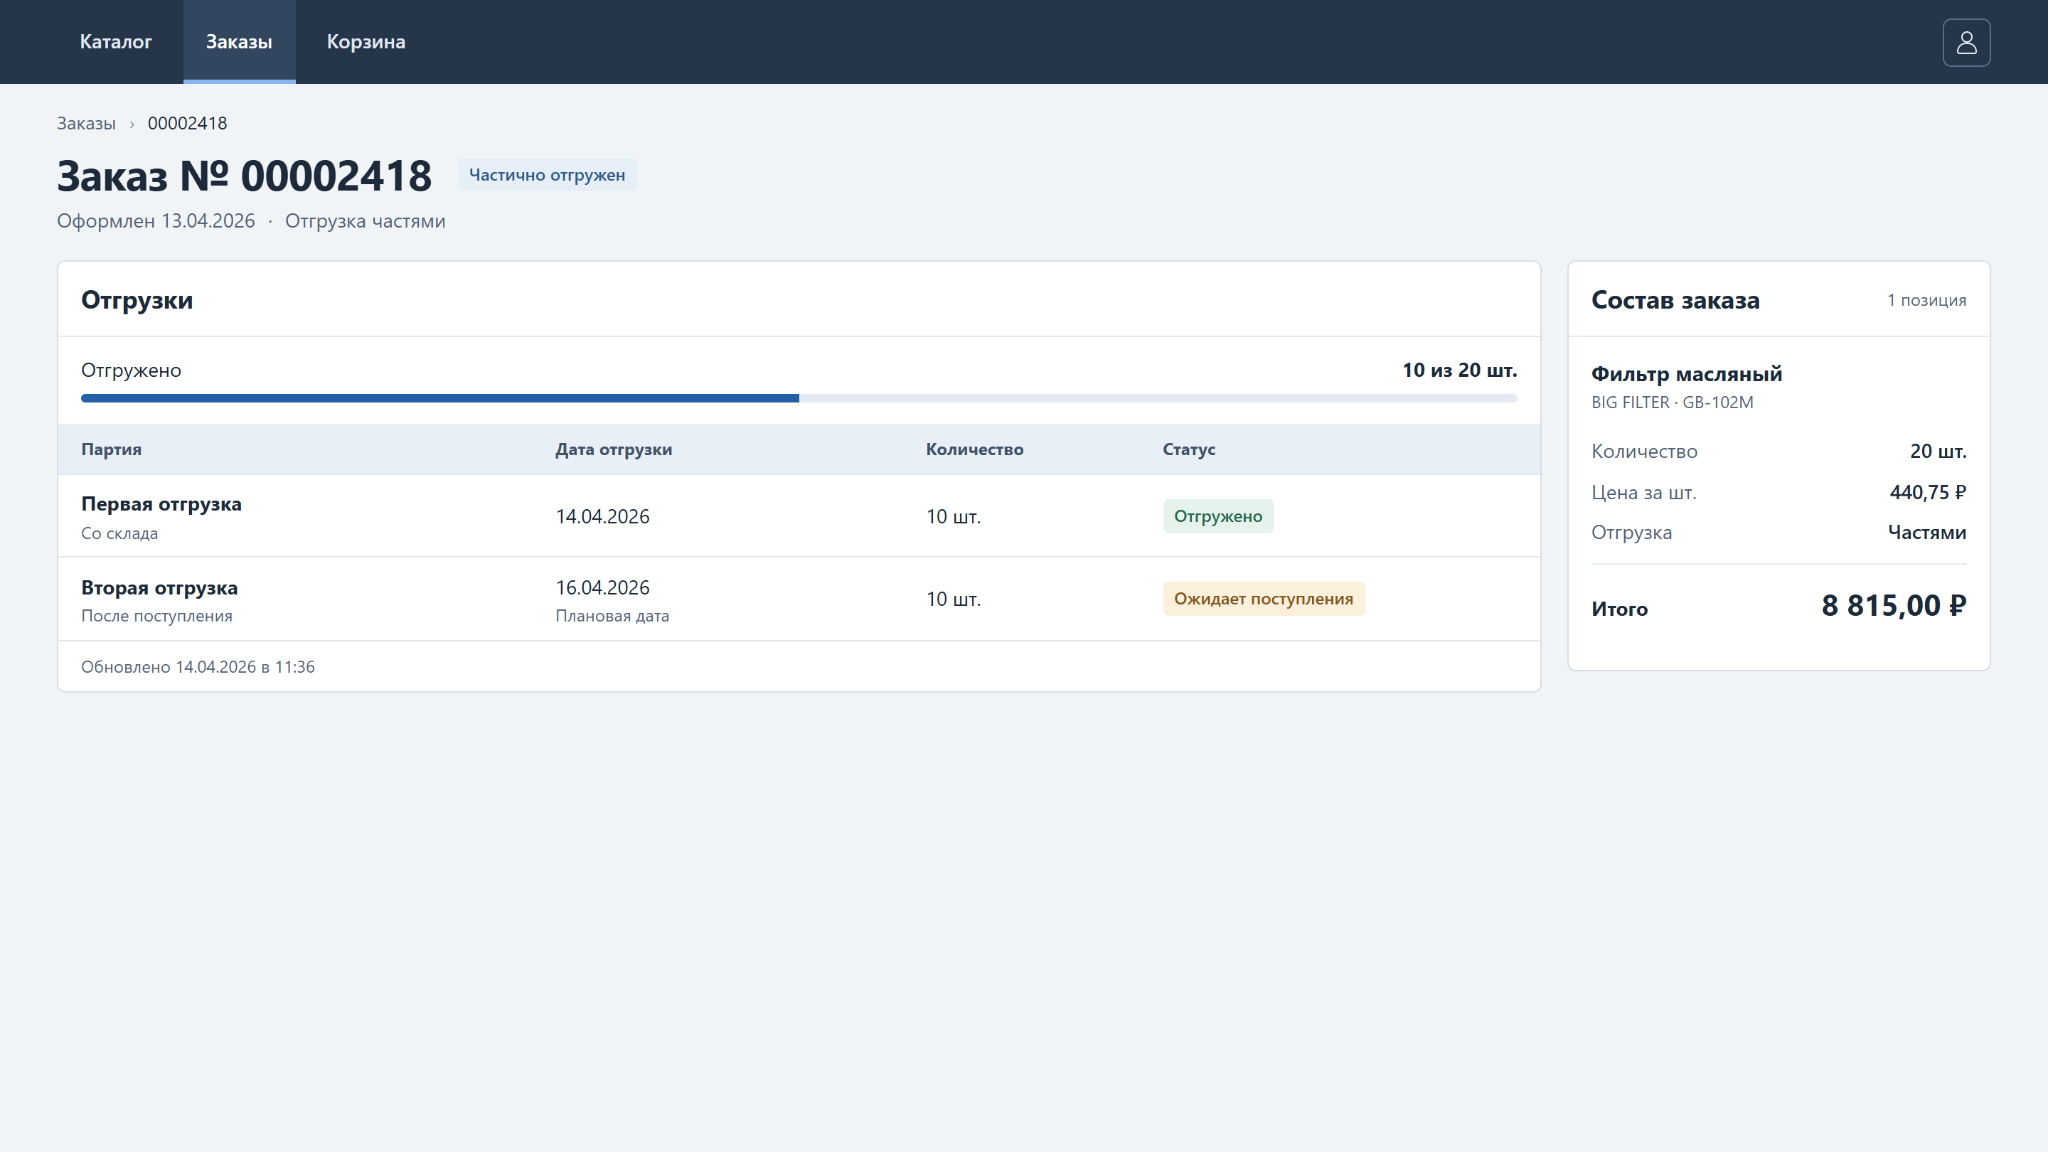 Каталог Заказы Корзина
Заказы › 00002418
Заказ № 00002418 Частично отгружен
Оформлен 13.04.2026 · Отгрузка частями
Отгрузки
Отгружено 10 из 20 шт.
Партия Дата отгрузки Количество Статус
Первая отгрузка
Со склада
14.04.2026
10 шт.
Отгружено
Вторая отгрузка
После поступления
16.04.2026
Плановая дата
10 шт.
Ожидает поступления
Обновлено 14.04.2026 в 11:36
Состав заказа 1 позиция
Фильтр масляный
BIG FILTER · GB-102M
Количество 20 шт.
Цена за шт. 440,75 ₽
Отгрузка Частями
Итого 8 815,00 ₽